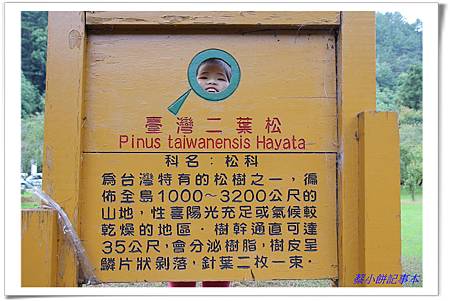 臺灣二葉松
Pinus taiwanensis Hayata
科名：松科
為台灣特有的松樹之一，徧
佈全島1000～3200公尺的
山地，性喜陽光充足或氣候較
乾燥的地區．樹幹通直可達
35公尺，會分泌樹脂，樹皮呈
鱗片狀剝落，針葉二枚一束．
蔡小餅記事本